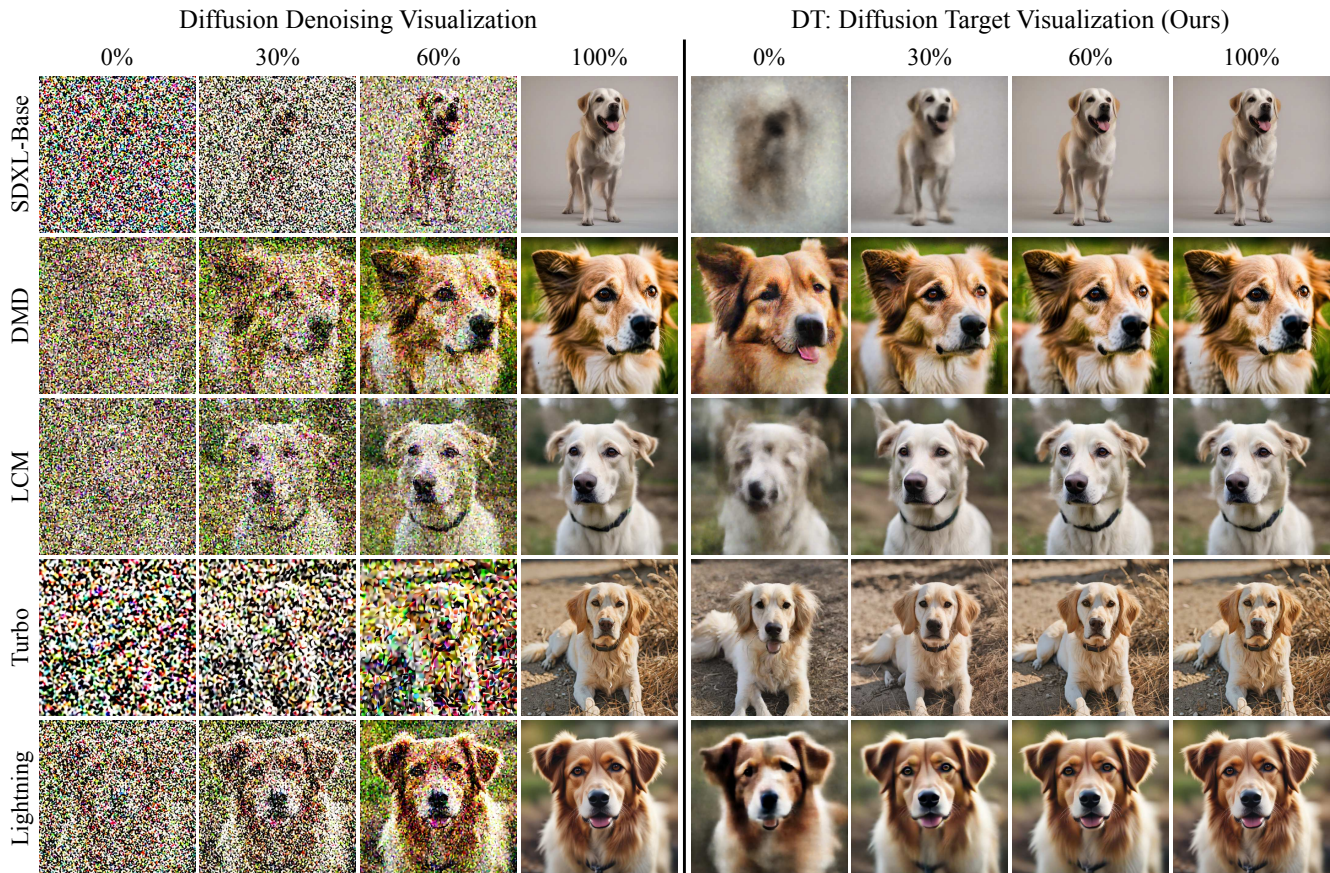 Diffusion Denoising Visualization
DT: Diffusion Target Visualization (Ours)
0% 30% 60% 100% 0% 30% 60% 100%
SDXL-Base
DMD
LCM
Turbo
Lightning